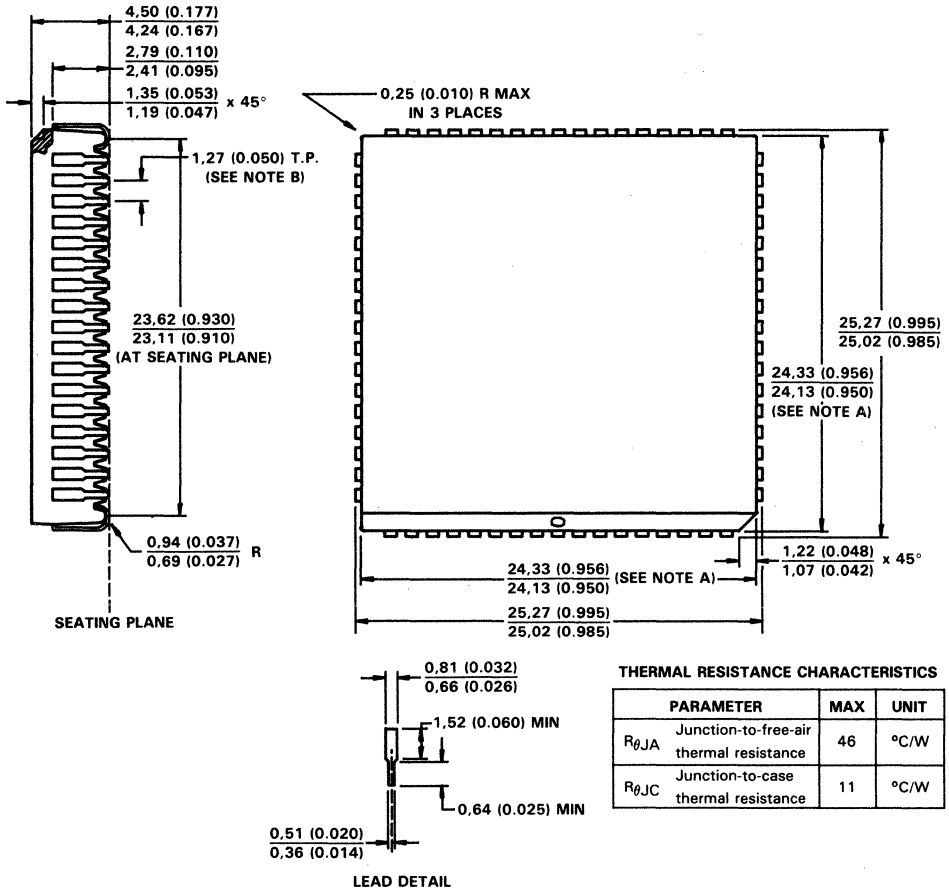 4,50 (0.177)
4,24 (0.167)
2,79 (0.110)
2,41 (0.095)
1,35 (0.053)
1,19 (0.047) x 45°
0,25 (0.010) R MAX
IN 3 PLACES
1,27 (0.050) T.P.
(SEE NOTE B)
23,62 (0.930)
23,11 (0.910)
(AT SEATING PLANE)
25,27 (0.995)
25,02 (0.985)
24,33 (0.956)
24,13 (0.950)
(SEE NOTE A)
0,94 (0.037)
0,69 (0.027) R
SEATING PLANE
1,22 (0.048)
1,07 (0.042) x 45°
24,33 (0.956)
24,13 (0.950) (SEE NOTE A)
25,27 (0.995)
25,02 (0.985)
0,81 (0.032)
0,66 (0.026)
1,52 (0.060) MIN
0,64 (0.025) MIN
0,51 (0.020)
0,36 (0.014)
LEAD DETAIL
THERMAL RESISTANCE CHARACTERISTICS
PARAMETER MAX UNIT
RθJA Junction-to-free-air thermal resistance 46 ºC/W
RθJC Junction-to-case thermal resistance 11 ºC/W